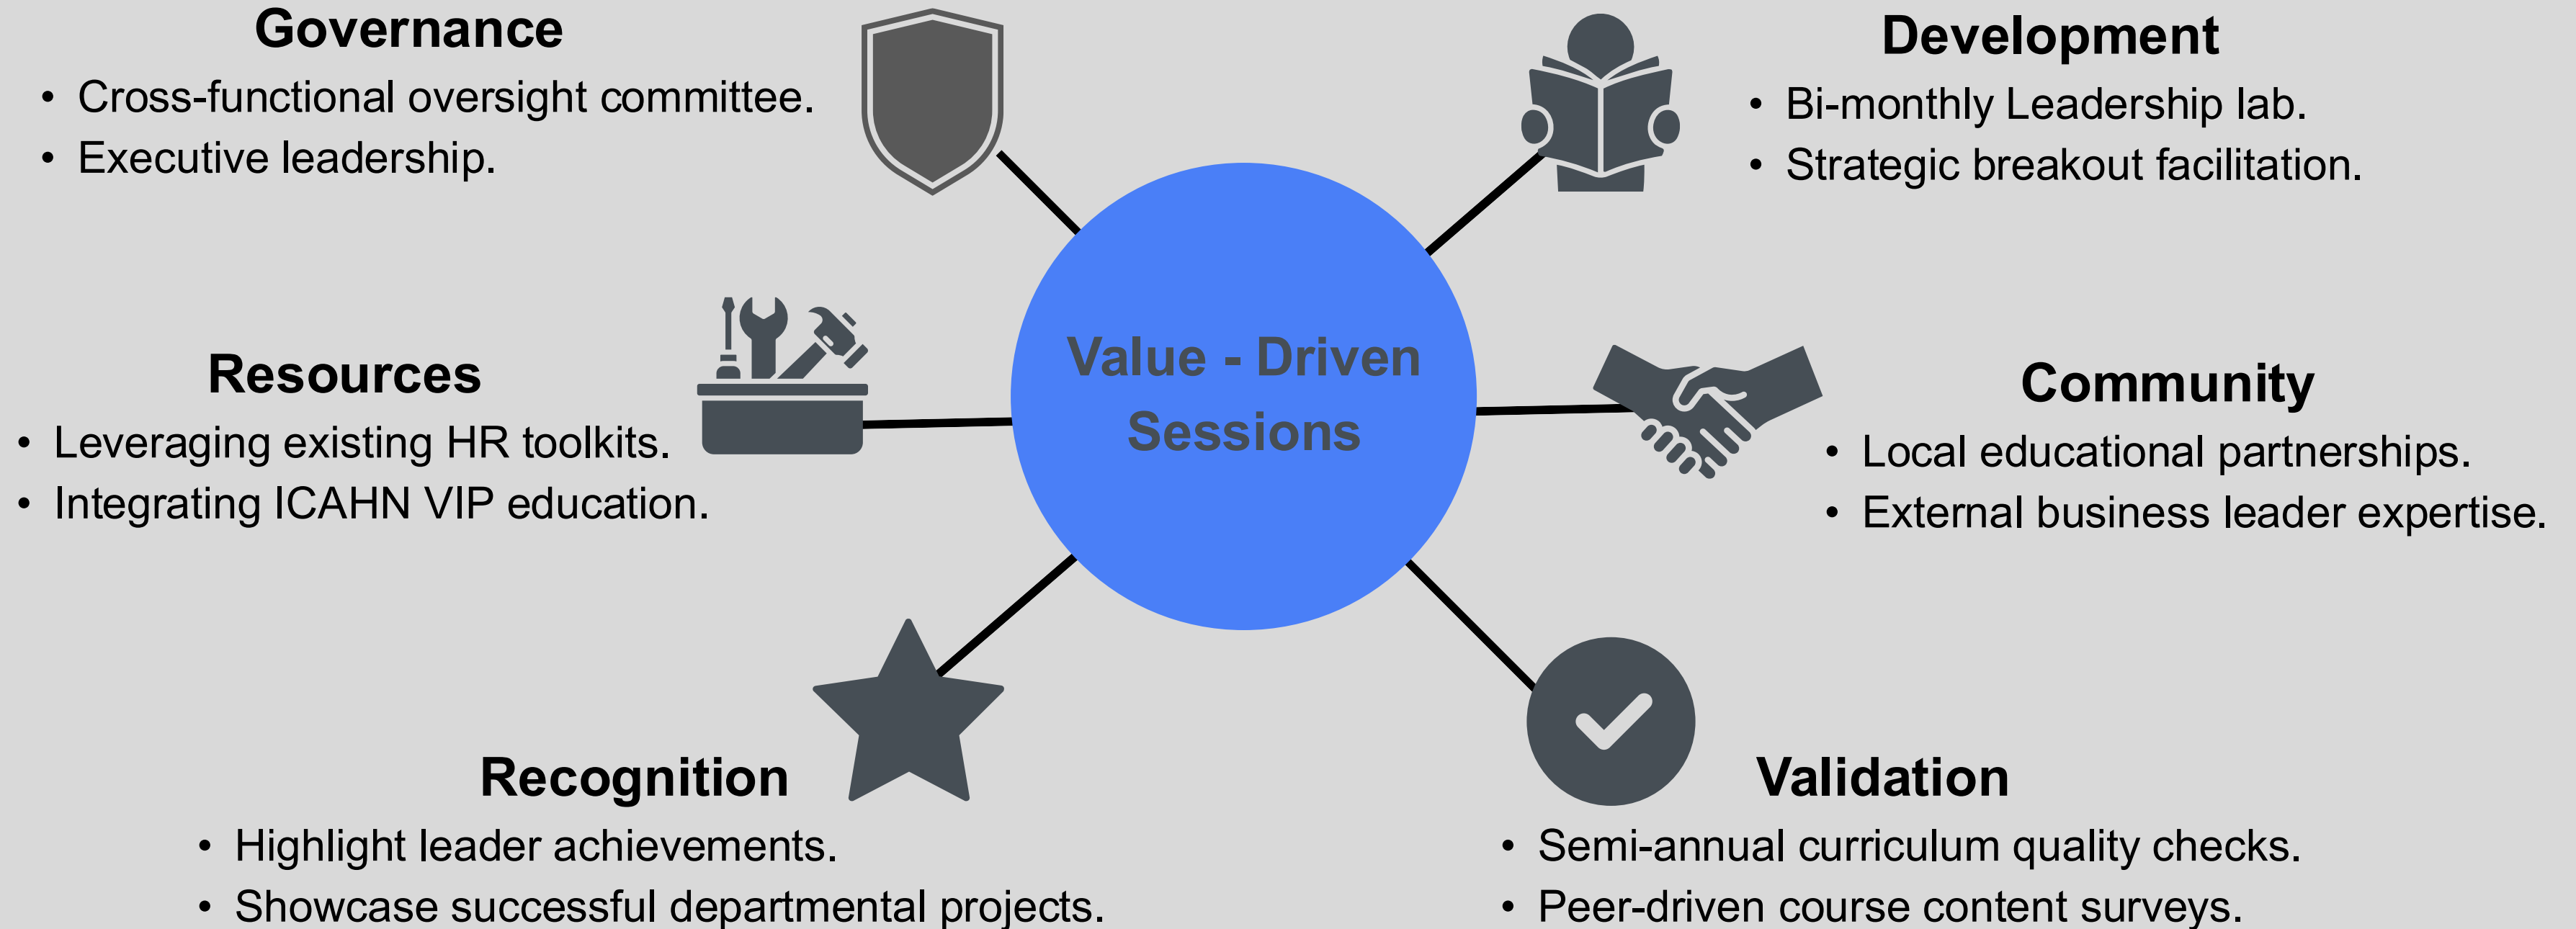 Governance
• Cross-functional oversight committee.
• Executive leadership.
Development
• Bi-monthly Leadership lab.
• Strategic breakout facilitation.
Value - Driven
Sessions
Resources
• Leveraging existing HR toolkits.
• Integrating ICAHN VIP education.
Community
• Local educational partnerships.
• External business leader expertise.
Recognition
• Highlight leader achievements.
• Showcase successful departmental projects.
Validation
• Semi-annual curriculum quality checks.
• Peer-driven course content surveys.